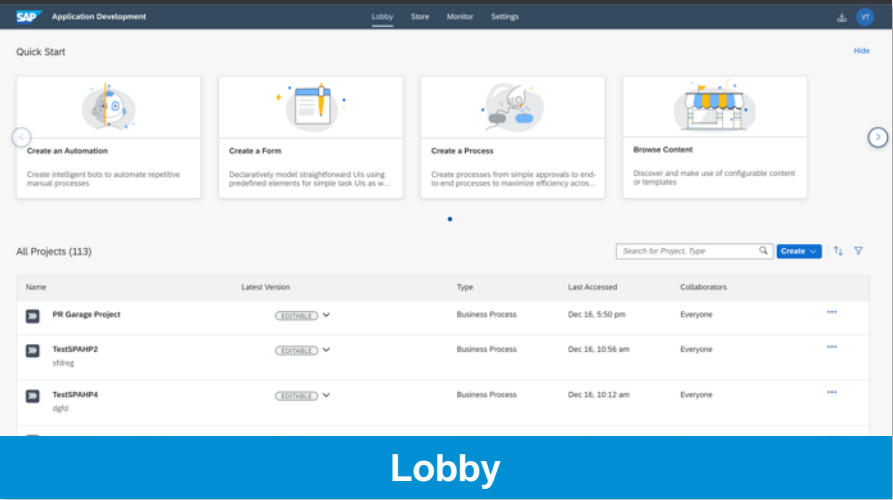 SAP Application Development Lobby Store Monitor Settings VT
Quick Start Hide
Create an Automation
Create intelligent bots to automate repetitive
manual processes
Create a Form
Declaratively model straightforward UIs using
predefined elements for simple task UIs as w...
Create a Process
Create processes from simple approvals to end-
to-end processes to maximize efficiency acros...
Browse Content
Discover and make use of configurable content
or templates
All Projects (113) Search for Project, Type Create
Name Latest Version Type Last Accessed Collaborators
PR Garage Project EDITABLE Business Process Dec 16, 5:50 pm Everyone
TestSPAHP2 EDITABLE Business Process Dec 16, 10:56 am Everyone
sfdreg
TestSPAHP4 EDITABLE Business Process Dec 16, 10:12 am Everyone
dgfd
Lobby